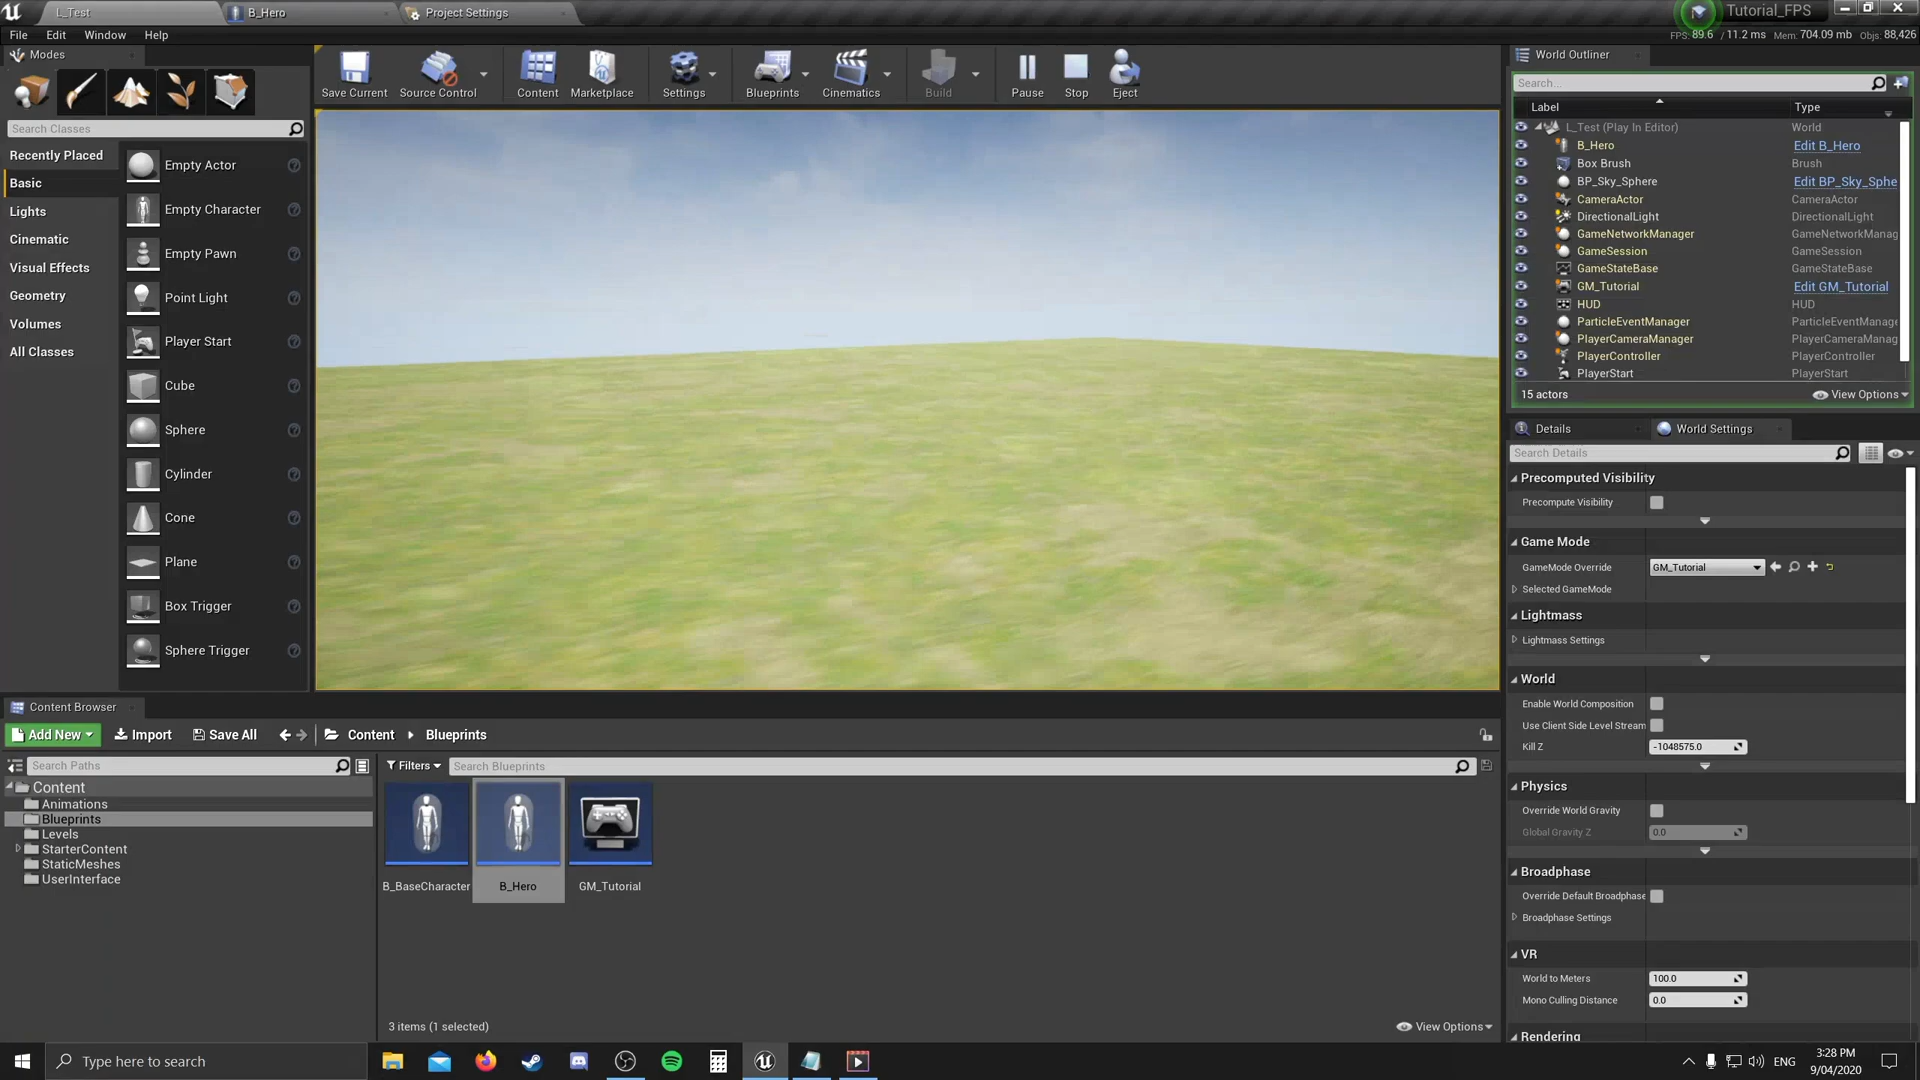 L_Test
B_Hero
Project Settings
Tutorial_FPS
File
Edit
Window
Help
FPS: 89.6 / 11.2 ms
Mem: 704.09 mb
Objs: 88,426
Modes
Search Classes
Recently Placed
Basic
Lights
Cinematic
Visual Effects
Geometry
Volumes
All Classes
Empty Actor
Empty Character
Empty Pawn
Point Light
Player Start
Cube
Sphere
Cylinder
Cone
Plane
Box Trigger
Sphere Trigger
Save Current
Source Control
Content
Marketplace
Settings
Blueprints
Cinematics
Build
Pause
Stop
Eject
World Outliner
Search...
Label
Type
L_Test (Play In Editor)
World
B_Hero
Edit B_Hero
Box Brush
Brush
BP_Sky_Sphere
Edit BP_Sky_Sphe
CameraActor
CameraActor
DirectionalLight
DirectionalLight
GameNetworkManager
GameNetworkManag
GameSession
GameSession
GameStateBase
GameStateBase
GM_Tutorial
Edit GM_Tutorial
HUD
HUD
ParticleEventManager
ParticleEventManage
PlayerCameraManager
PlayerCameraManag
PlayerController
PlayerController
PlayerStart
PlayerStart
15 actors
View Options
Details
World Settings
Search Details
Precomputed Visibility
Precompute Visibility
Game Mode
GameMode Override
GM_Tutorial
Selected GameMode
Lightmass
Lightmass Settings
World
Enable World Composition
Use Client Side Level Stream
Kill Z
-1048575.0
Physics
Override World Gravity
Global Gravity Z
0.0
Broadphase
Override Default Broadphase
Broadphase Settings
VR
World to Meters
100.0
Mono Culling Distance
0.0
Rendering
Content Browser
Add New
Import
Save All
Content
Blueprints
Search Paths
Filters
Search Blueprints
Content
Animations
Blueprints
Levels
StarterContent
StaticMeshes
UserInterface
B_BaseCharacter
B_Hero
GM_Tutorial
3 items (1 selected)
View Options
Type here to search
ENG
3:28 PM
9/04/2020